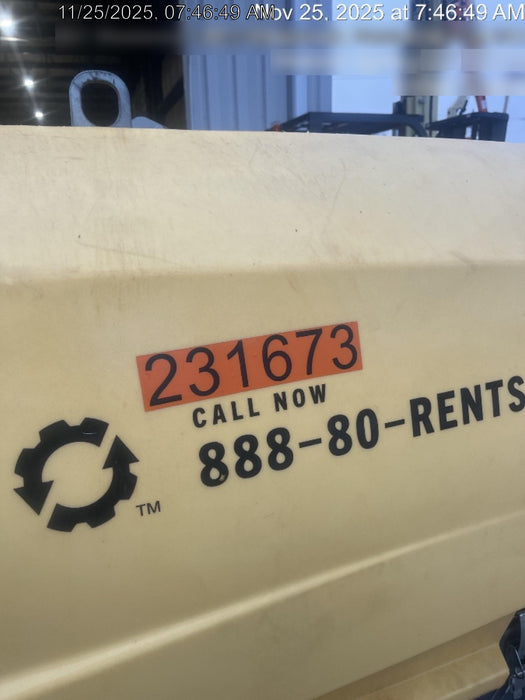 11/25/2025, 07:46:49 AM
Nov 25, 2025 at 7:46:49 AM
231673
CALL NOW
888-80-RENTS
TM